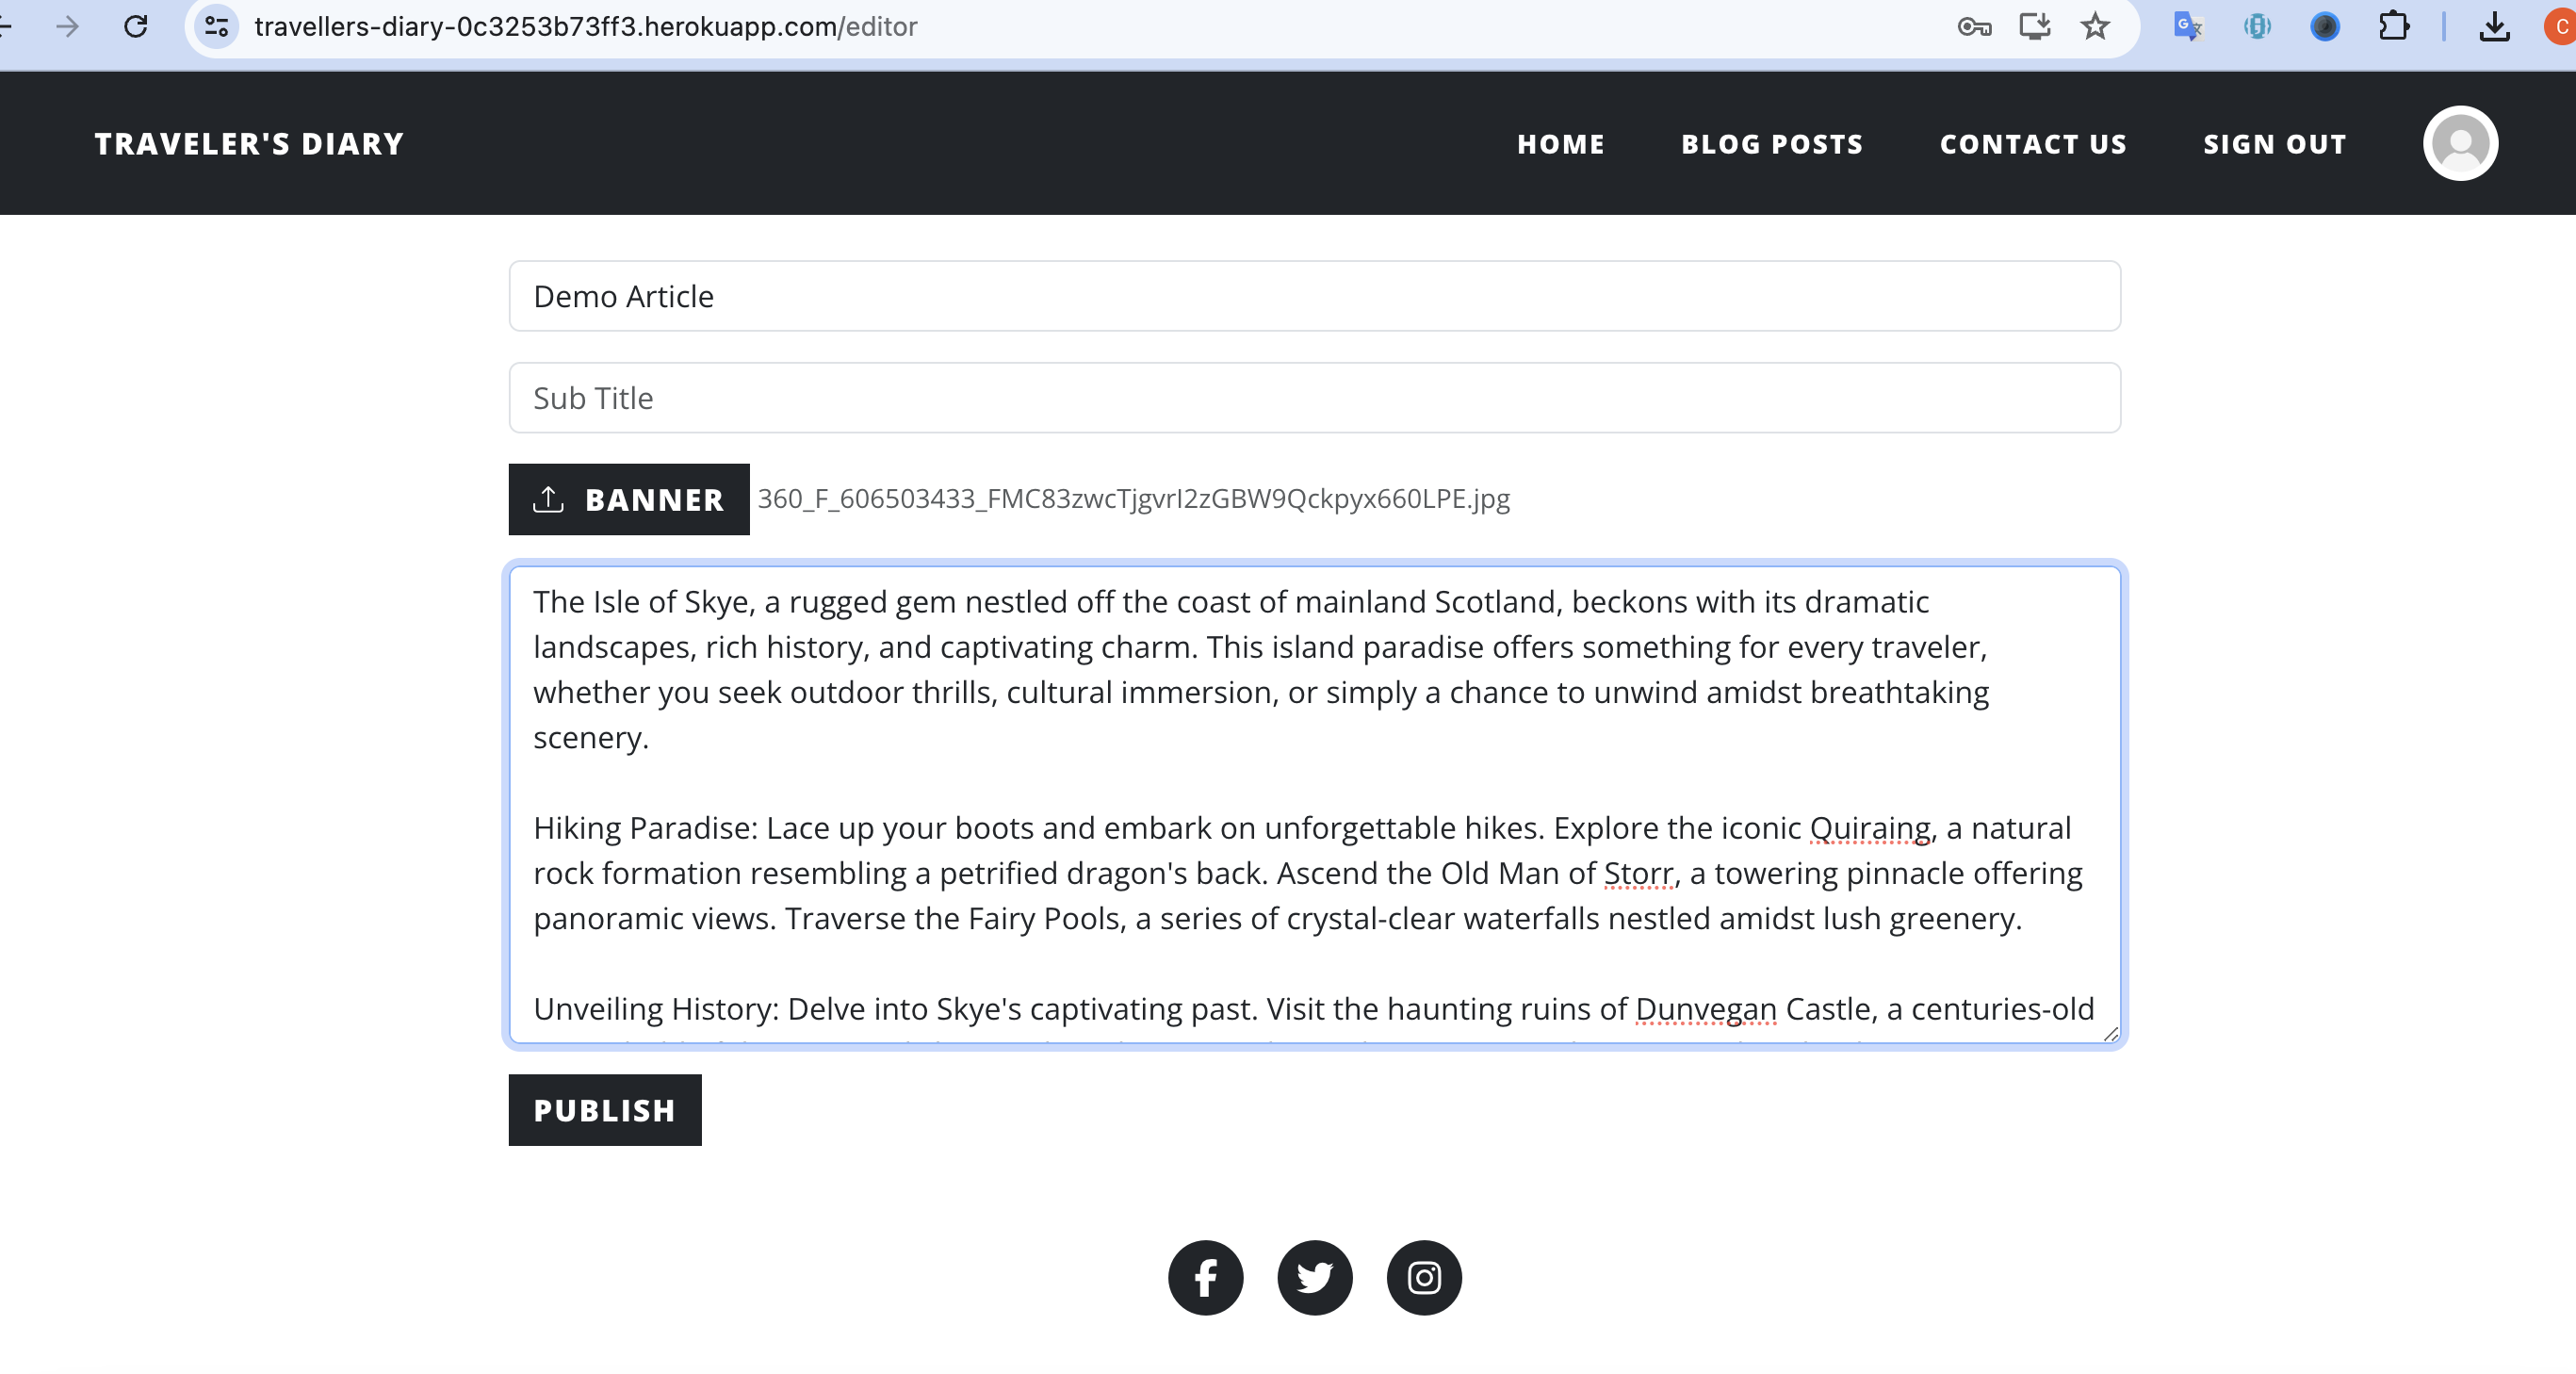 travellers-diary-0c3253b73ff3.herokuapp.com/editor
C
TRAVELER'S DIARY
HOME
BLOG POSTS
CONTACT US
SIGN OUT
Demo Article
Sub Title
BANNER
360_F_606503433_FMC83zwcTjgvrI2zGBW9Qckpyx660LPE.jpg
The Isle of Skye, a rugged gem nestled off the coast of mainland Scotland, beckons with its dramatic
landscapes, rich history, and captivating charm. This island paradise offers something for every traveler,
whether you seek outdoor thrills, cultural immersion, or simply a chance to unwind amidst breathtaking
scenery.
Hiking Paradise: Lace up your boots and embark on unforgettable hikes. Explore the iconic Quiraing, a natural
rock formation resembling a petrified dragon's back. Ascend the Old Man of Storr, a towering pinnacle offering
panoramic views. Traverse the Fairy Pools, a series of crystal-clear waterfalls nestled amidst lush greenery.
Unveiling History: Delve into Skye's captivating past. Visit the haunting ruins of Dunvegan Castle, a centuries-old
PUBLISH